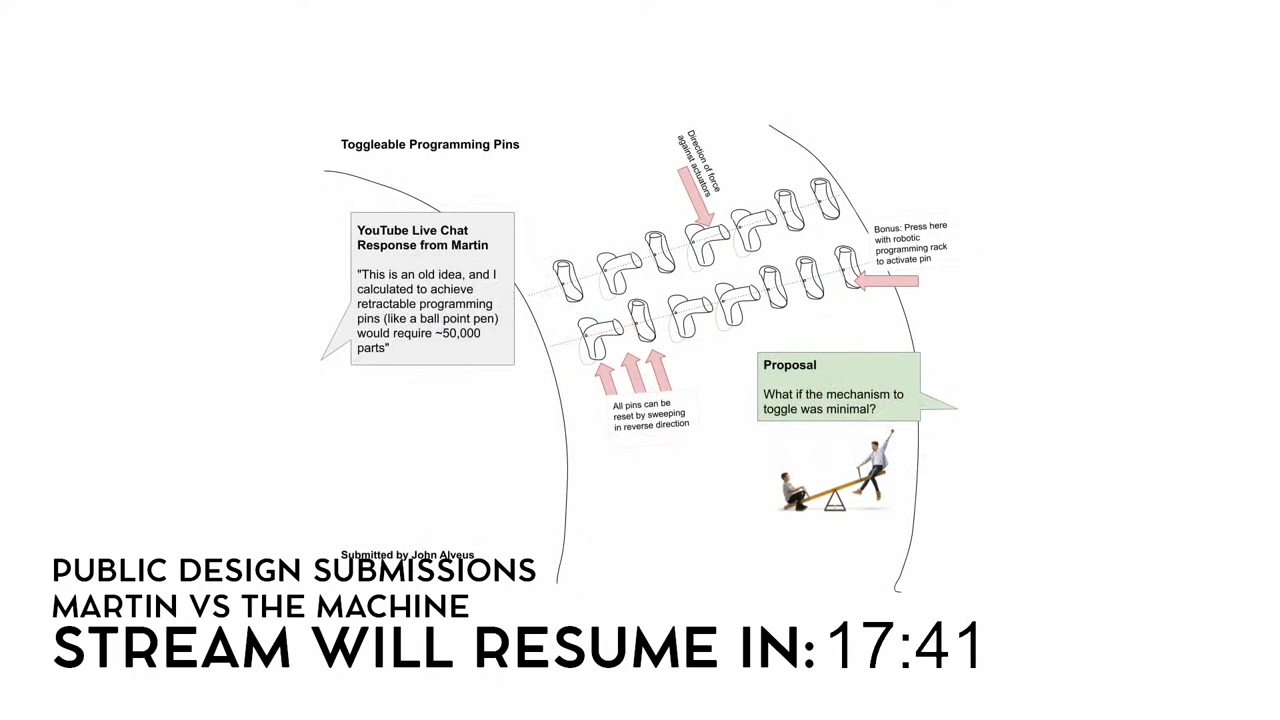 Toggleable Programming Pins
Direction of force
against actuators
YouTube Live Chat
Response from Martin
"This is an old idea, and I
calculated to achieve
retractable programming
pins (like a ball point pen)
would require ~50,000
parts"
Bonus: Press here
with robotic
programming rack
to activate pin
Proposal
What if the mechanism to
toggle was minimal?
All pins can be
reset by sweeping
in reverse direction
Submitted by John Alveus
PUBLIC DESIGN SUBMISSIONS
MARTIN VS THE MACHINE
STREAM WILL RESUME IN: 17:41